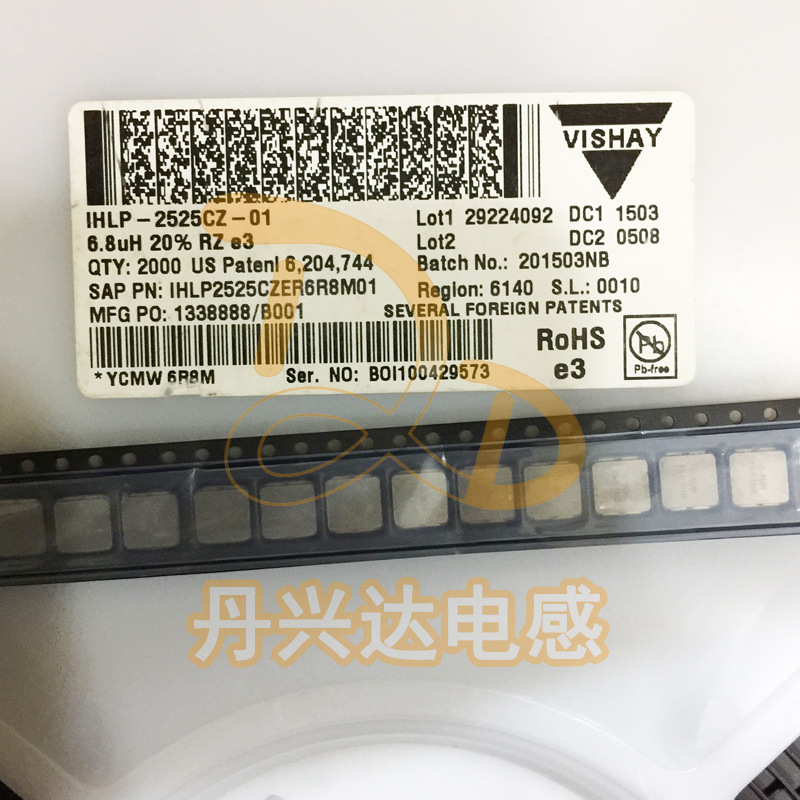 VISHAY
IHLP-2525CZ-01
6.8uH 20% RZ e3
QTY: 2000 US Patenl 6,204,744
SAP PN: IHLP2525CZER6R8M01
MFG PO: 1338888/B001
Lot1 29224092 DC1 1503
Lot2 DC2 0508
Batch No.: 201503NB
Region: 6140 S.L.: 0010
SEVERAL FOREIGN PATENTS
RoHS
e3
Pb
Pb-free
*YCMW 6R8M Ser. NO: BOI100429573
D
丹兴达电感